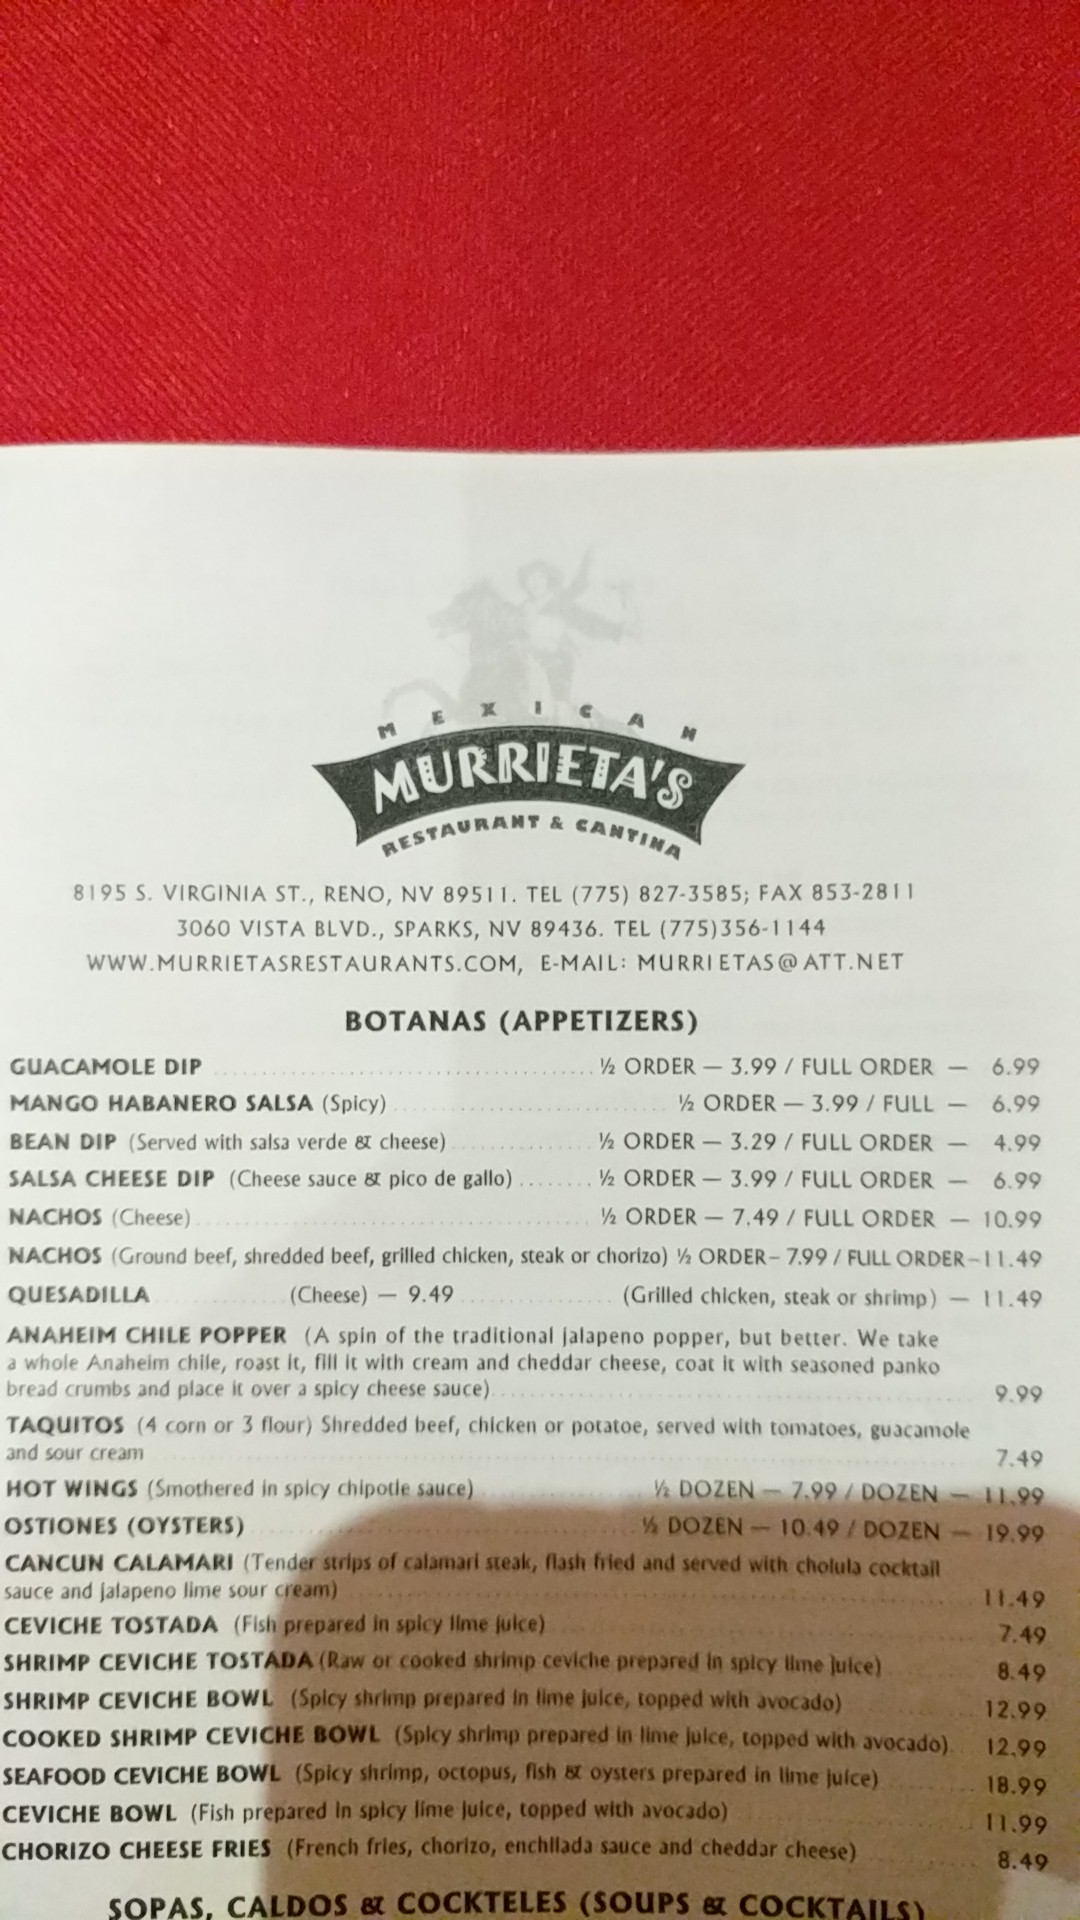 MEXICAN
MURRIETA'S
RESTAURANT & CANTINA
8195 S. VIRGINIA ST., RENO, NV 89511. TEL (775) 827-3585; FAX 853-2811
3060 VISTA BLVD., SPARKS, NV 89436. TEL (775)356-1144
WWW.MURRIETASRESTAURANTS.COM, E-MAIL: MURRIETAS@ATT.NET
BOTANAS (APPETIZERS)
GUACAMOLE DIP ½ ORDER — 3.99 / FULL ORDER — 6.99
MANGO HABANERO SALSA (Spicy) ½ ORDER — 3.99 / FULL — 6.99
BEAN DIP (Served with salsa verde & cheese) ½ ORDER — 3.29 / FULL ORDER — 4.99
SALSA CHEESE DIP (Cheese sauce & pico de gallo) ½ ORDER — 3.99 / FULL ORDER — 6.99
NACHOS (Cheese) ½ ORDER — 7.49 / FULL ORDER — 10.99
NACHOS (Ground beef, shredded beef, grilled chicken, steak or chorizo) ½ ORDER– 7.99 / FULL ORDER–11.49
QUESADILLA (Cheese) — 9.49 (Grilled chicken, steak or shrimp) — 11.49
ANAHEIM CHILE POPPER (A spin of the traditional jalapeno popper, but better. We take
a whole Anaheim chile, roast it, fill it with cream and cheddar cheese, coat it with seasoned panko
bread crumbs and place it over a spicy cheese sauce) 9.99
TAQUITOS (4 corn or 3 flour) Shredded beef, chicken or potatoe, served with tomatoes, guacamole
and sour cream 7.49
HOT WINGS (Smothered in spicy chipotle sauce) ½ DOZEN — 7.99 / DOZEN — 11.99
OSTIONES (OYSTERS) ½ DOZEN — 10.49 / DOZEN — 19.99
CANCUN CALAMARI (Tender strips of calamari steak, flash fried and served with cholula cocktail
sauce and jalapeno lime sour cream) 11.49
CEVICHE TOSTADA (Fish prepared in spicy lime juice) 7.49
SHRIMP CEVICHE TOSTADA (Raw or cooked shrimp ceviche prepared in spicy lime juice) 8.49
SHRIMP CEVICHE BOWL (Spicy shrimp prepared in lime juice, topped with avocado) 12.99
COOKED SHRIMP CEVICHE BOWL (Spicy shrimp prepared in lime juice, topped with avocado) 12.99
SEAFOOD CEVICHE BOWL (Spicy shrimp, octopus, fish & oysters prepared in lime juice) 18.99
CEVICHE BOWL (Fish prepared in spicy lime juice, topped with avocado) 11.99
CHORIZO CHEESE FRIES (French fries, chorizo, enchilada sauce and cheddar cheese) 8.49
SOPAS, CALDOS & COCKTELES (SOUPS & COCKTAILS)